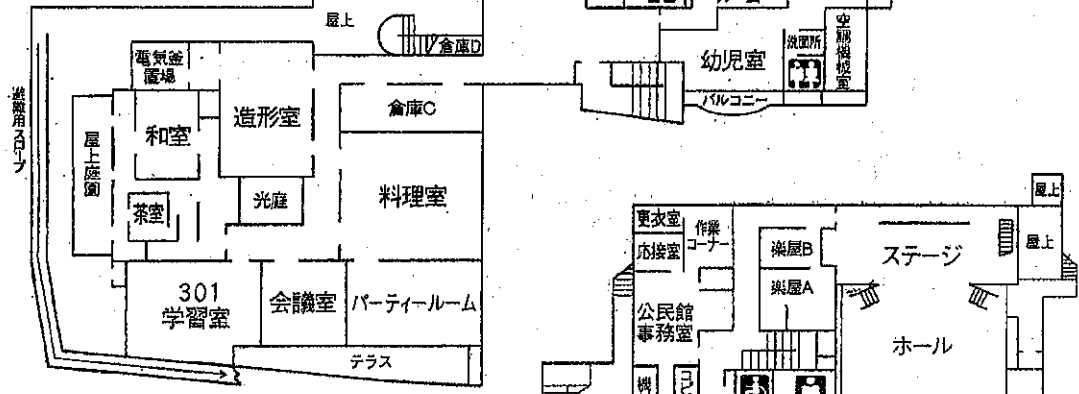 屋上
倉庫D
電気釜
置場
造形室
倉庫C
和室
避難用スロープ
屋上庭園
茶室
光庭
料理室
301
学習室
会議室
パーティールーム
テラス
幼児室
洗面所
空調機械室
バルコニー
屋上
更衣室
作業
コーナー
応接室
楽屋B
ステージ
屋上
楽屋A
公民館
事務室
ホール
機